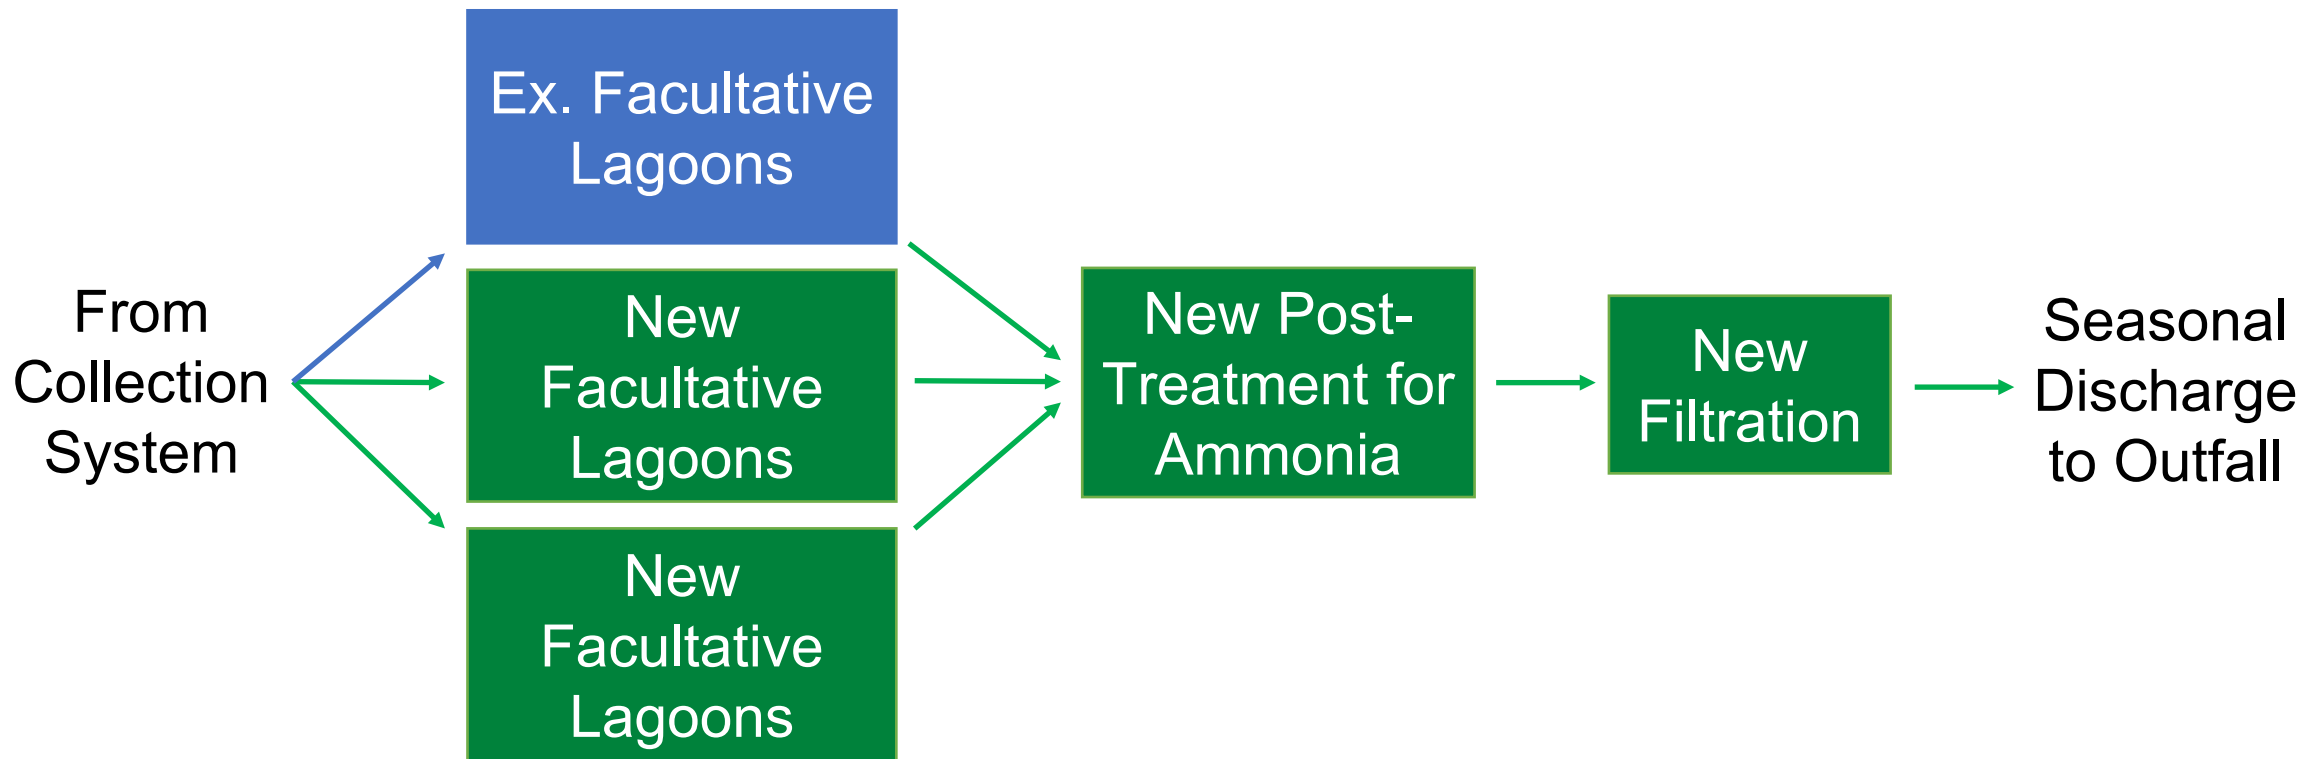 From
Collection
System
Ex. Facultative
Lagoons
New
Facultative
Lagoons
New
Facultative
Lagoons
New Post-
Treatment for
Ammonia
New
Filtration
Seasonal
Discharge
to Outfall